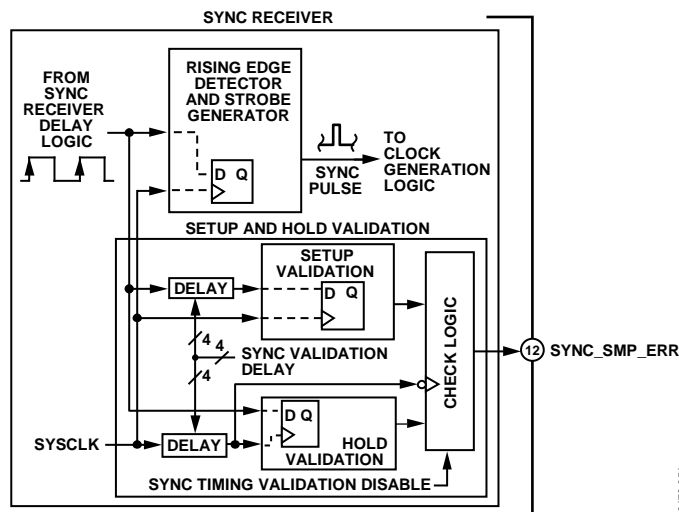 SYNC RECEIVER
FROM
SYNC
RECEIVER
DELAY
LOGIC
RISING EDGE
DETECTOR
AND STROBE
GENERATOR
D Q
SYNC
PULSE
TO
CLOCK
GENERATION
LOGIC
SETUP AND HOLD VALIDATION
DELAY
SETUP
VALIDATION
D Q
4
4
4
SYNC VALIDATION
DELAY
CHECK LOGIC
12 SYNC_SMP_ERR
SYSCLK
DELAY
D Q
HOLD
VALIDATION
SYNC TIMING VALIDATION DISABLE